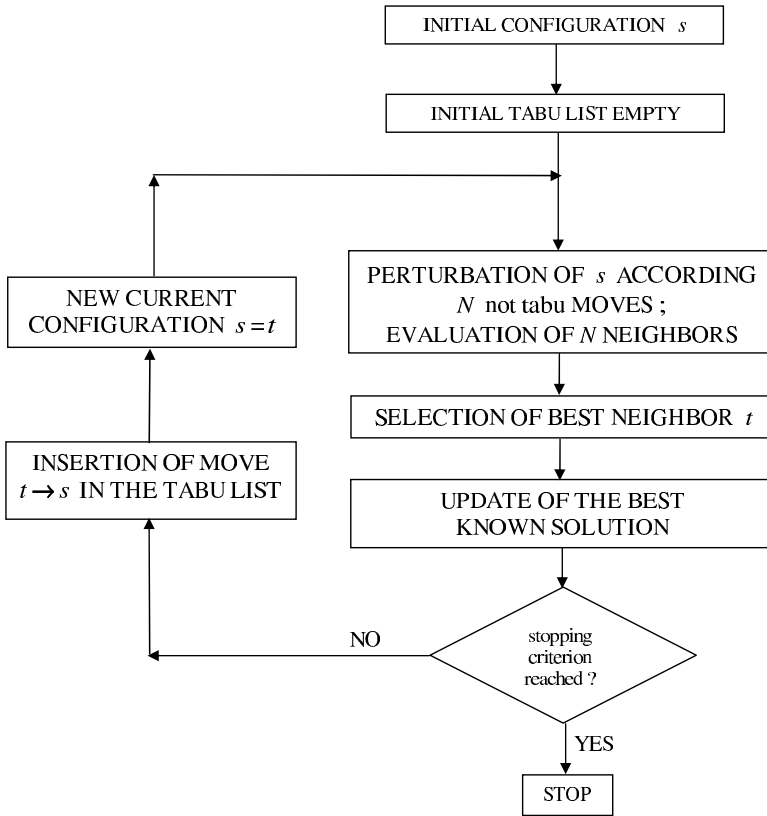 INITIAL CONFIGURATION s
INITIAL TABU LIST EMPTY
PERTURBATION OF s ACCORDING
N not tabu MOVES ;
EVALUATION OF N NEIGHBORS
SELECTION OF BEST NEIGHBOR t
UPDATE OF THE BEST
KNOWN SOLUTION
stopping
criterion
reached ?
YES
STOP
NO
INSERTION OF MOVE
t → s IN THE TABU LIST
NEW CURRENT
CONFIGURATION s = t